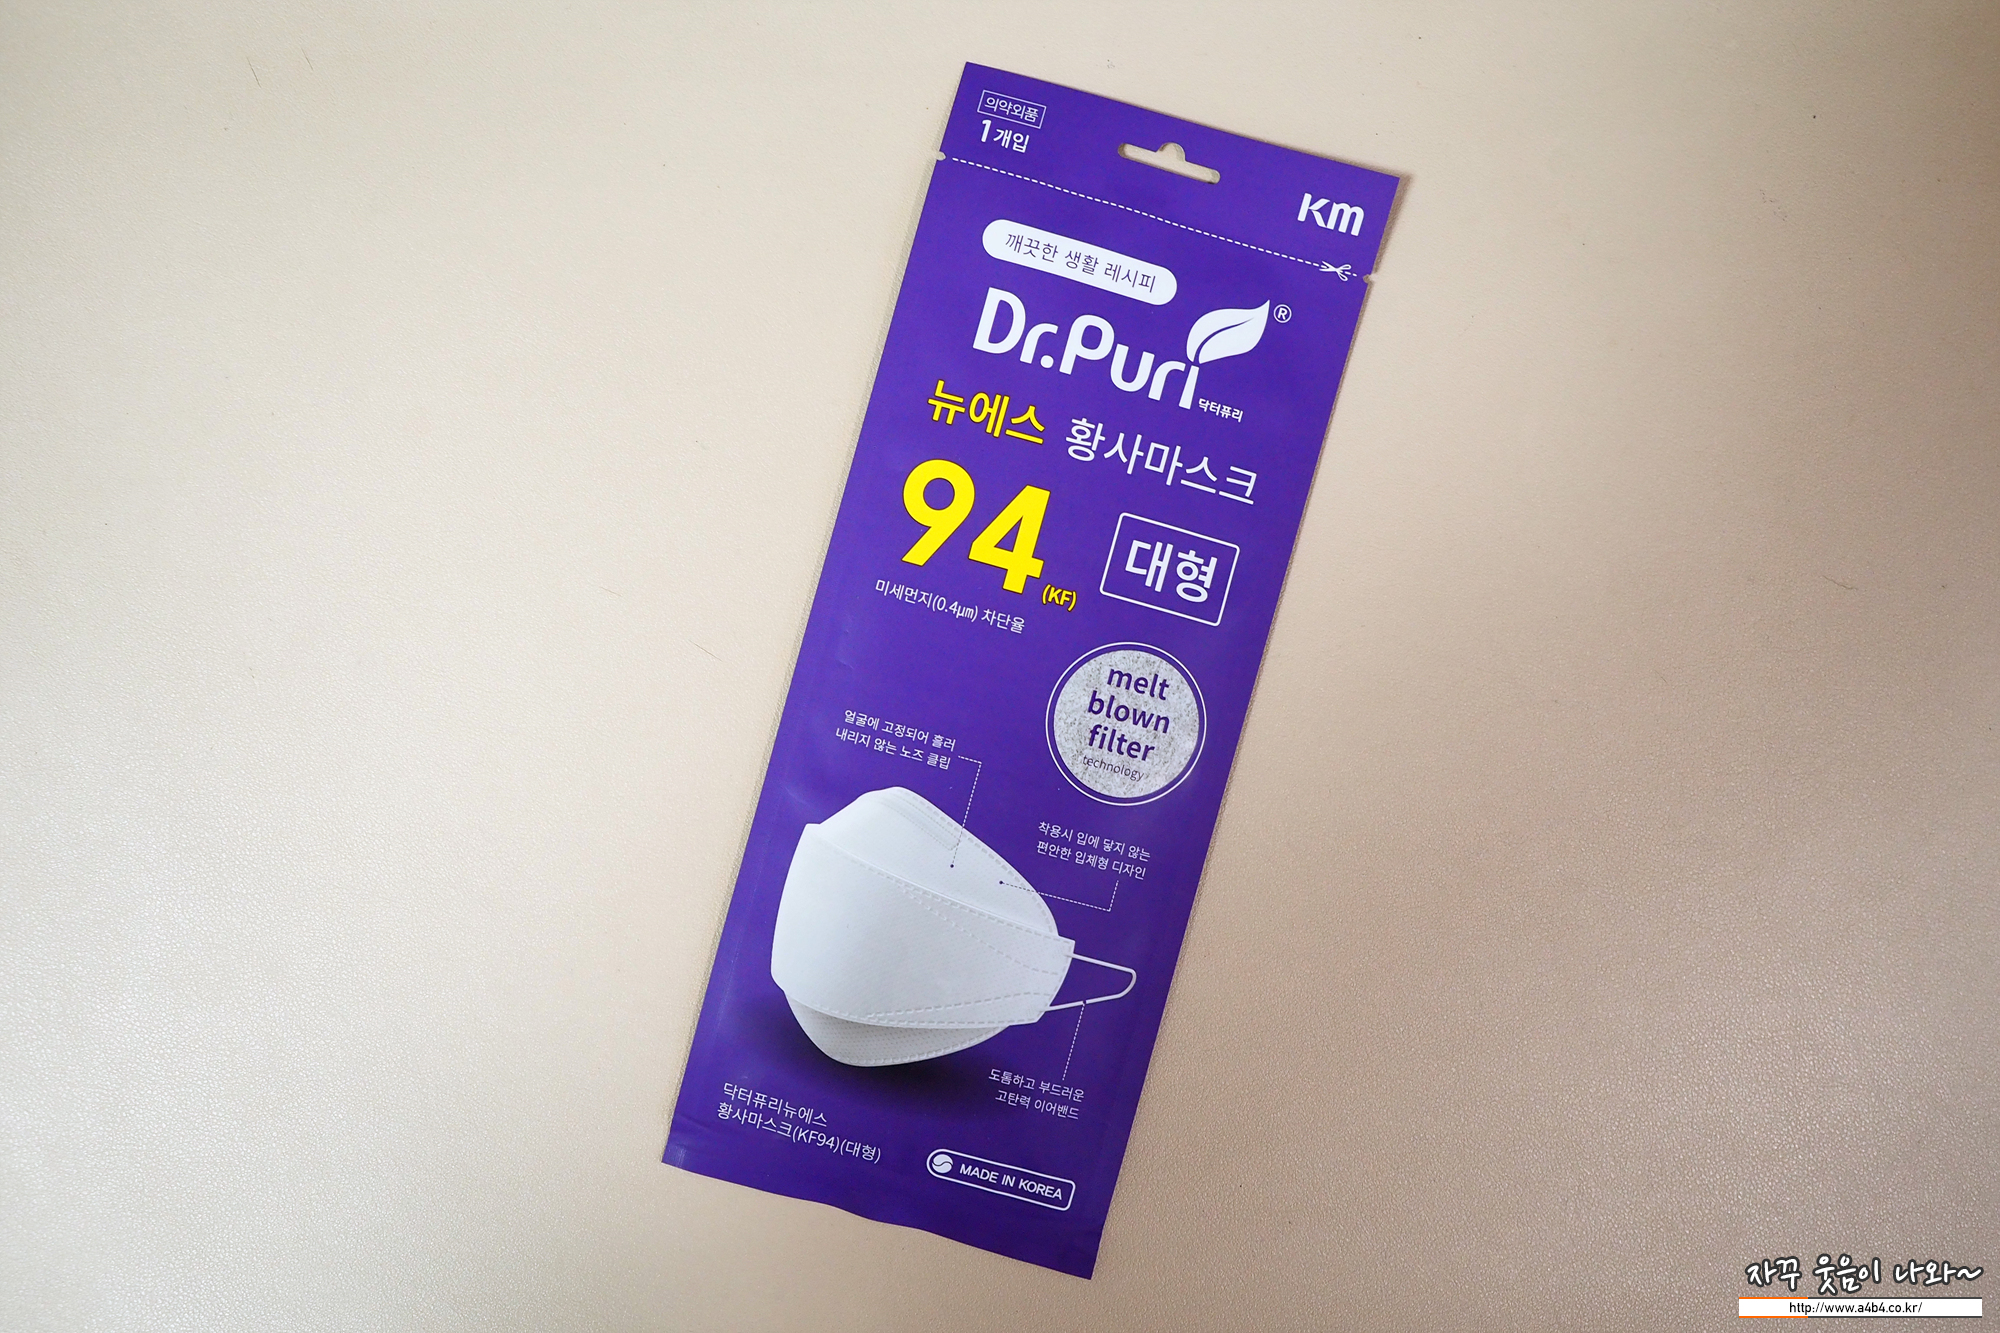 의약외품
1개입
Km
깨끗한 생활 레시피
Dr.Puri®
닥터퓨리
뉴에스 황사마스크
94(KF)
대형
미세먼지(0.4㎛) 차단율
melt
blown
filter
technology
얼굴에 고정되어 흘러
내리지 않는 노즈 클립
착용시 입에 닿지 않는
편안한 입체형 디자인
도톰하고 부드러운
고탄력 이어밴드
닥터퓨리뉴에스
황사마스크(KF94)(대형)
MADE IN KOREA
자꾸 웃음이 나와~
http://www.a4b4.co.kr/